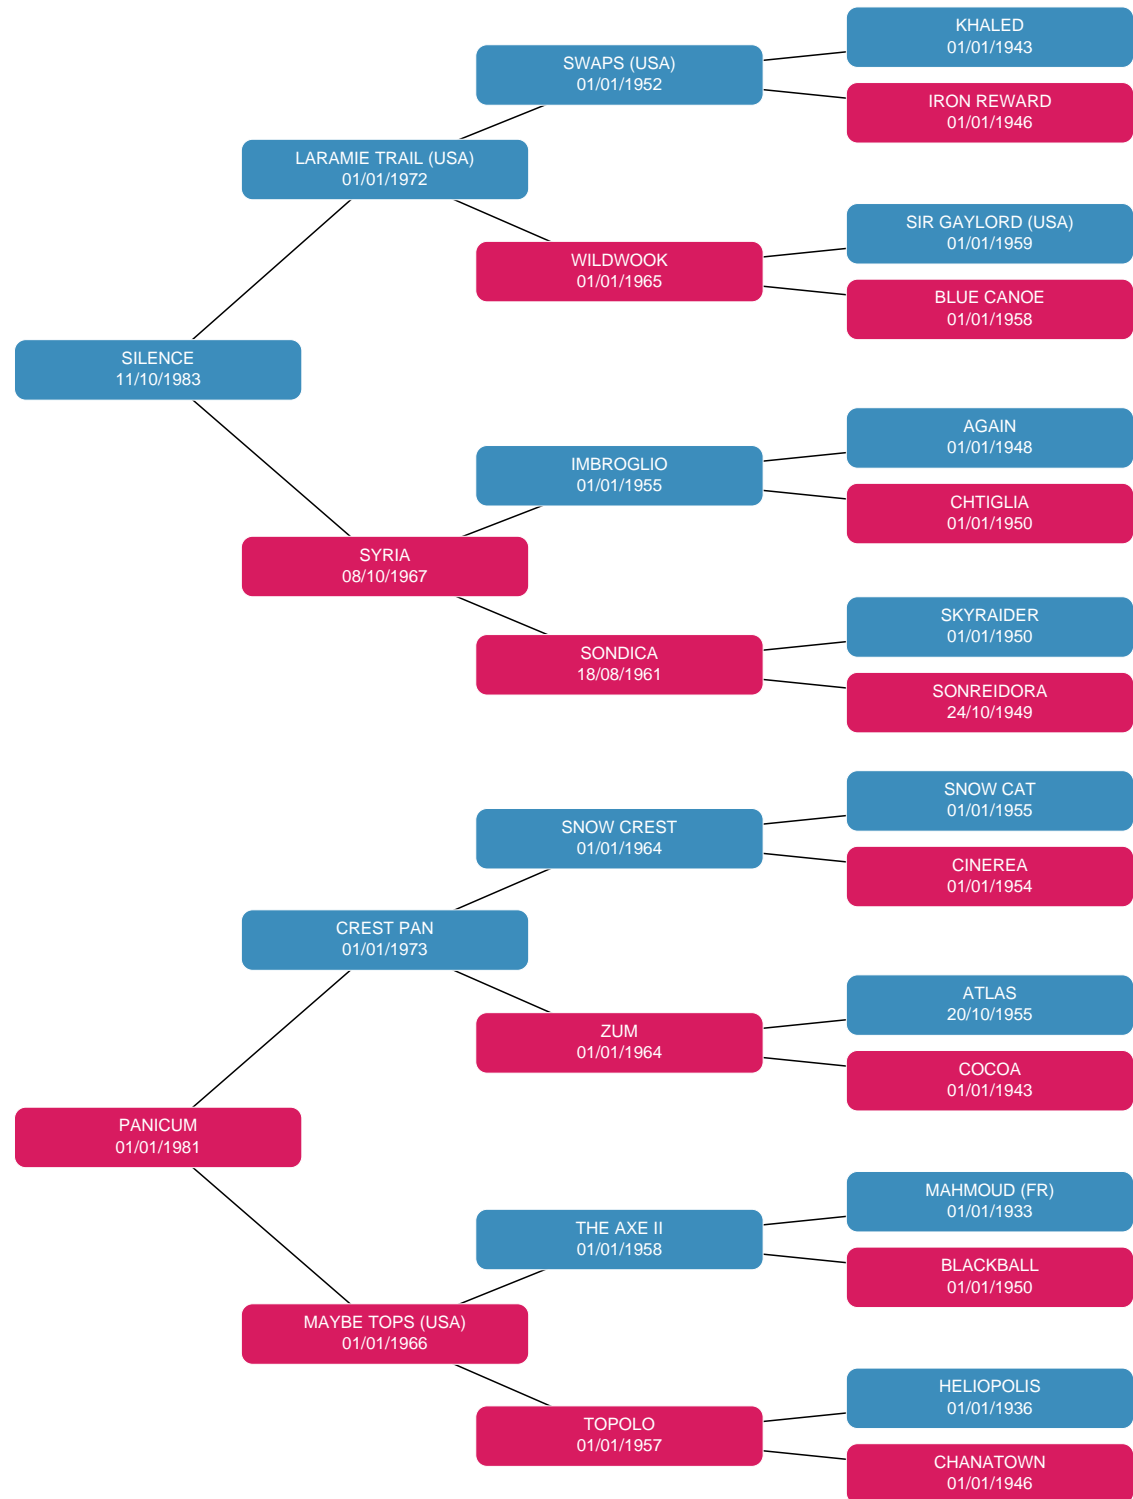 KHALED
01/01/1943
SWAPS (USA)
01/01/1952
IRON REWARD
01/01/1946
LARAMIE TRAIL (USA)
01/01/1972
SIR GAYLORD (USA)
01/01/1959
WILDWOOK
01/01/1965
BLUE CANOE
01/01/1958
SILENCE
11/10/1983
AGAIN
01/01/1948
IMBROGLIO
01/01/1955
CHTIGLIA
01/01/1950
SYRIA
08/10/1967
SKYRAIDER
01/01/1950
SONDICA
18/08/1961
SONREIDORA
24/10/1949
SNOW CAT
01/01/1955
SNOW CREST
01/01/1964
CINEREA
01/01/1954
CREST PAN
01/01/1973
ATLAS
20/10/1955
ZUM
01/01/1964
COCOA
01/01/1943
PANICUM
01/01/1981
MAHMOUD (FR)
01/01/1933
THE AXE II
01/01/1958
BLACKBALL
01/01/1950
MAYBE TOPS (USA)
01/01/1966
HELIOPOLIS
01/01/1936
TOPOLO
01/01/1957
CHANATOWN
01/01/1946